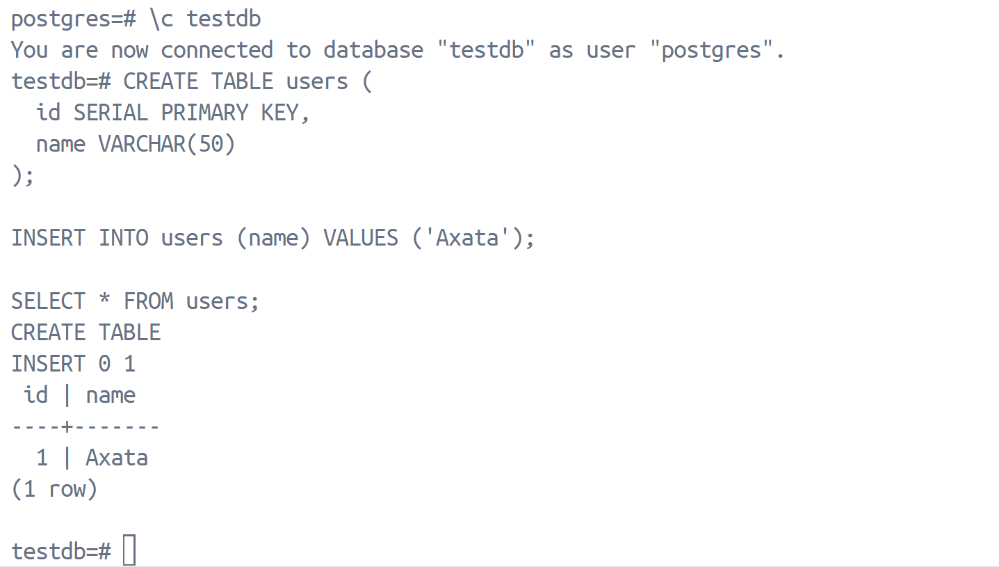 postgres=# \c testdb
You are now connected to database "testdb" as user "postgres".
testdb=# CREATE TABLE users (
  id SERIAL PRIMARY KEY,
  name VARCHAR(50)
);

INSERT INTO users (name) VALUES ('Axata');

SELECT * FROM users;
CREATE TABLE
INSERT 0 1
 id | name
----+-------
  1 | Axata
(1 row)

testdb=#